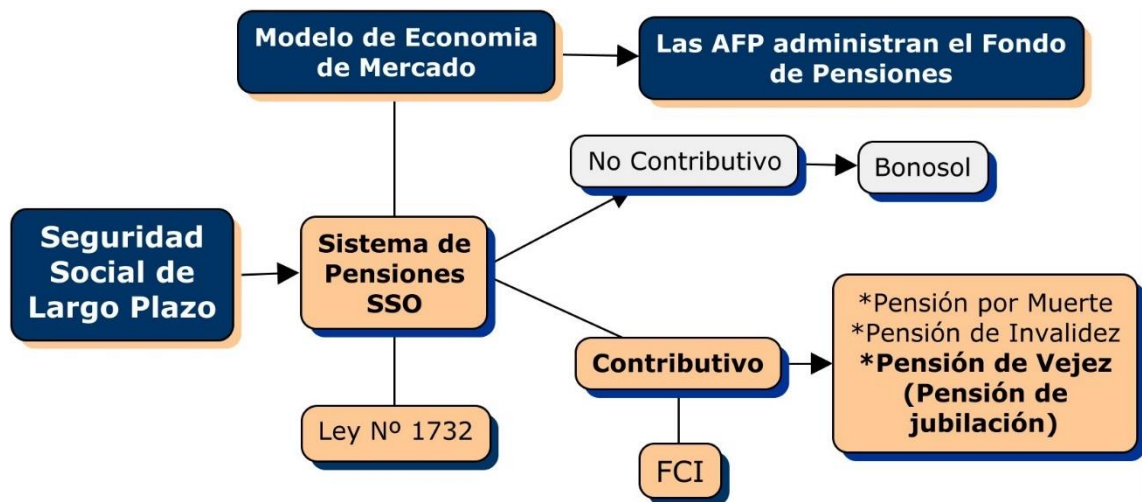 Modelo de Economia
de Mercado
Las AFP administran el Fondo
de Pensiones
No Contributivo
Bonosol
Seguridad
Social de
Largo Plazo
Sistema de
Pensiones
SSO
*Pensión por Muerte
*Pensión de Invalidez
*Pensión de Vejez
(Pensión de
jubilación)
Contributivo
Ley Nº 1732
FCI